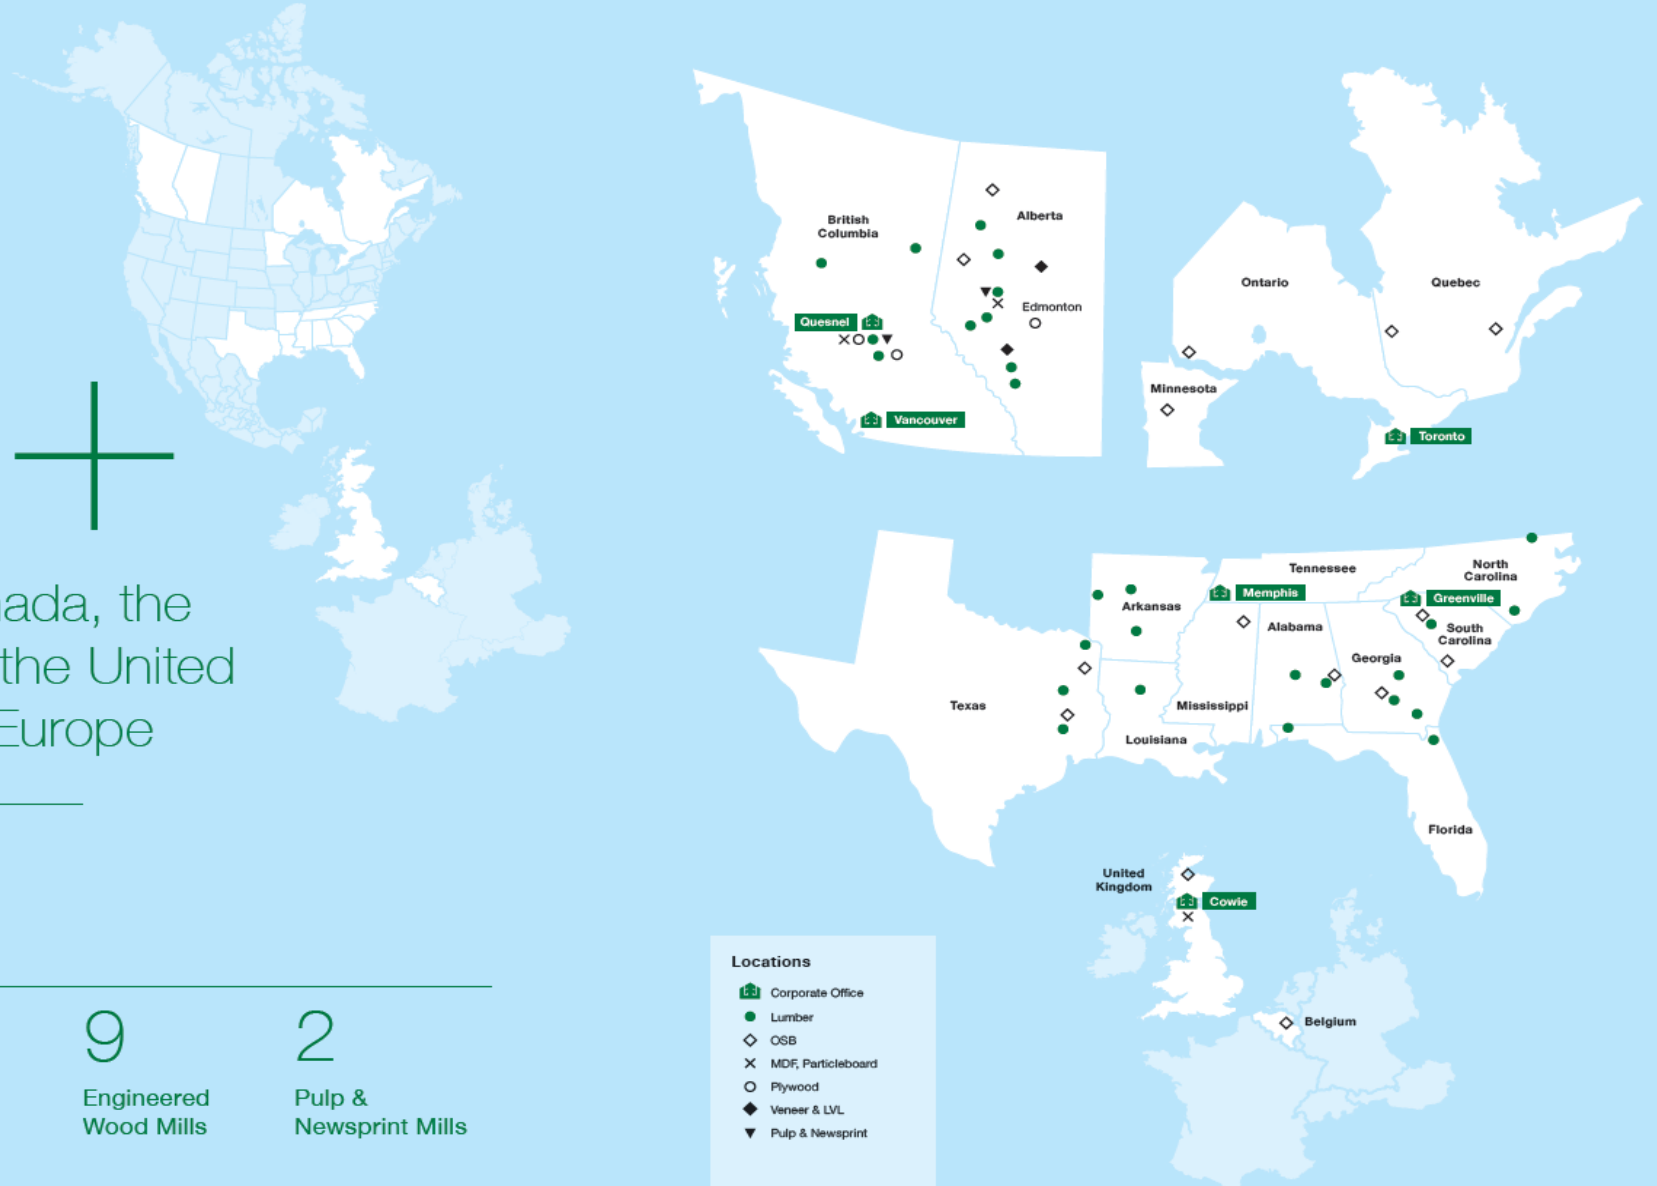 British
Columbia
Alberta
Edmonton
Quesnel
Vancouver
Ontario
Quebec
Minnesota
Toronto
the
the United
Europe
Tennessee
North
Carolina
Memphis
Greenville
Arkansas
Alabama
South
Carolina
Georgia
Texas
Mississippi
Louisiana
Florida
United
Kingdom
Cowie
Belgium
9
Engineered
Wood Mills
2
Pulp &
Newsprint Mills
Locations
Corporate Office
Lumber
OSB
MDF, Particleboard
Plywood
Veneer & LVL
Pulp & Newsprint